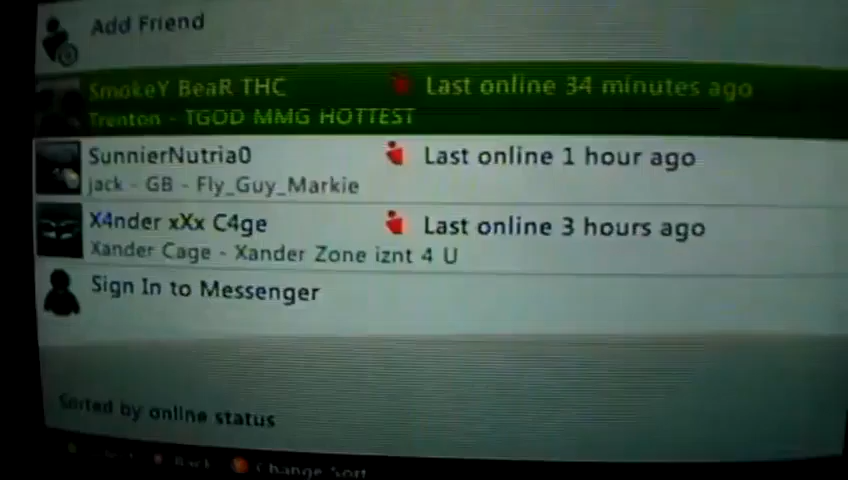 Add Friend
SmokeY BeaR THC Last online 34 minutes ago
Trenton - TGOD MMG HOTTEST
SunnierNutria0 Last online 1 hour ago
jack - GB - Fly_Guy_Markie
X4nder xXx C4ge Last online 3 hours ago
Xander Cage - Xander Zone iznt 4 U
Sign In to Messenger
Sorted by online status
Back Change Sort